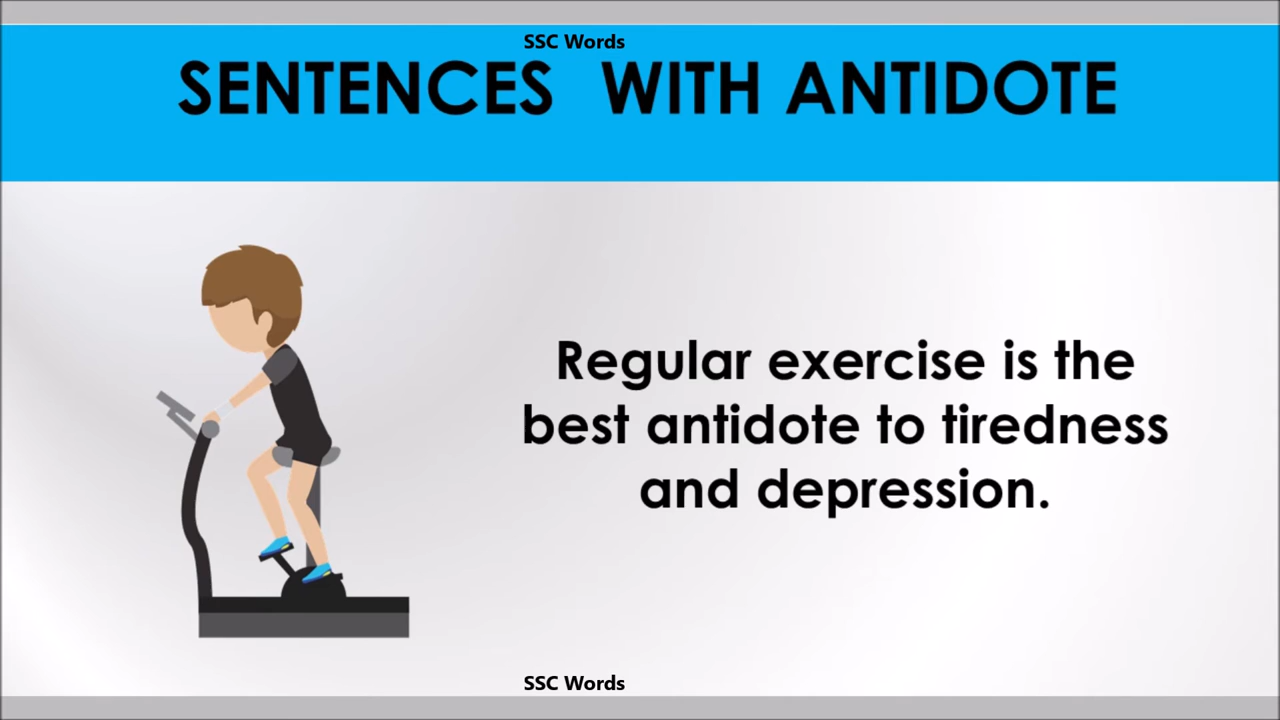 SSC Words
SENTENCES WITH ANTIDOTE
Regular exercise is the
best antidote to tiredness
and depression.
SSC Words